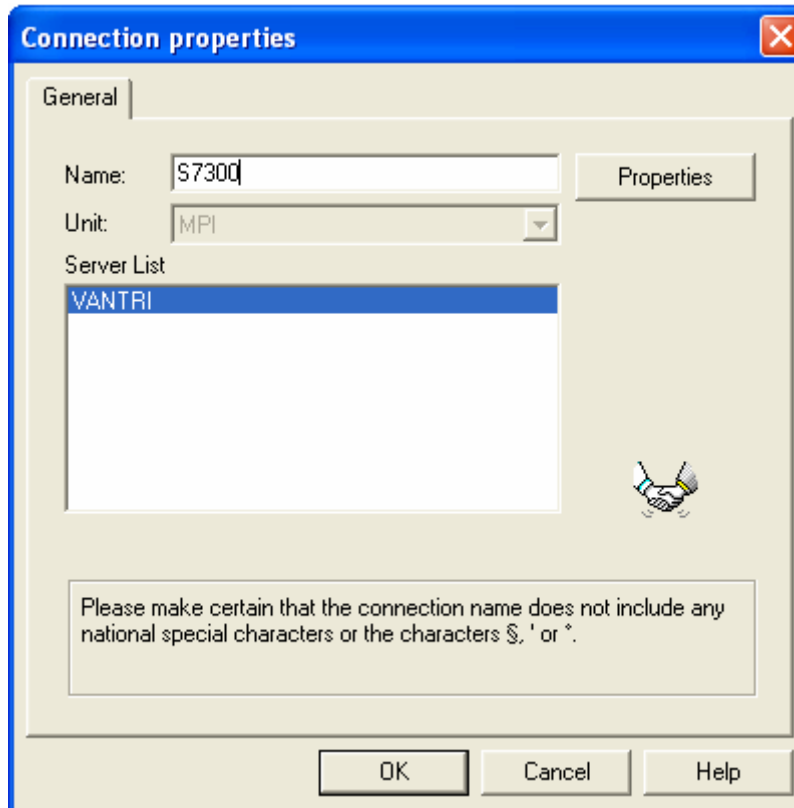 Connection properties
General
Name: S7300 Properties
Unit: MPI
Server List
VANTRI
Please make certain that the connection name does not include any
national special characters or the characters §, ' or ".
OK Cancel Help